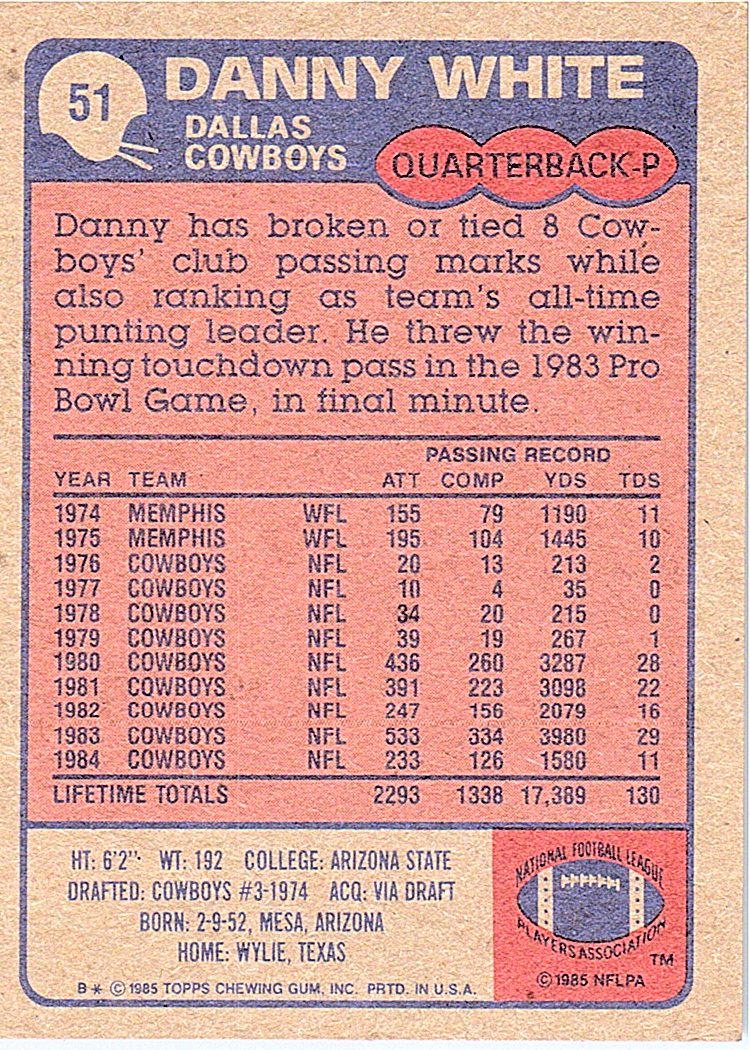 51
DANNY WHITE
DALLAS
COWBOYS
QUARTERBACK-P
Danny has broken or tied 8 Cow-
boys' club passing marks while
also ranking as team's all-time
punting leader. He threw the win-
ning touchdown pass in the 1983 Pro
Bowl Game, in final minute.
PASSING RECORD
YEAR TEAM ATT COMP YDS TDS
1974 MEMPHIS WFL 155 79 1190 11
1975 MEMPHIS WFL 195 104 1445 10
1976 COWBOYS NFL 20 13 213 2
1977 COWBOYS NFL 10 4 35 0
1978 COWBOYS NFL 34 20 215 0
1979 COWBOYS NFL 39 19 267 1
1980 COWBOYS NFL 436 260 3287 28
1981 COWBOYS NFL 391 223 3098 22
1982 COWBOYS NFL 247 156 2079 16
1983 COWBOYS NFL 533 334 3980 29
1984 COWBOYS NFL 233 126 1580 11
LIFETIME TOTALS 2293 1338 17,389 130
HT: 6'2" WT: 192 COLLEGE: ARIZONA STATE
DRAFTED: COWBOYS #3-1974 ACQ: VIA DRAFT
BORN: 2-9-52, MESA, ARIZONA
HOME: WYLIE, TEXAS
B* © 1985 TOPPS CHEWING GUM, INC. PRTD. IN U.S.A.
NATIONAL FOOTBALL LEAGUE
PLAYERS ASSOCIATION
TM
© 1985 NFLPA